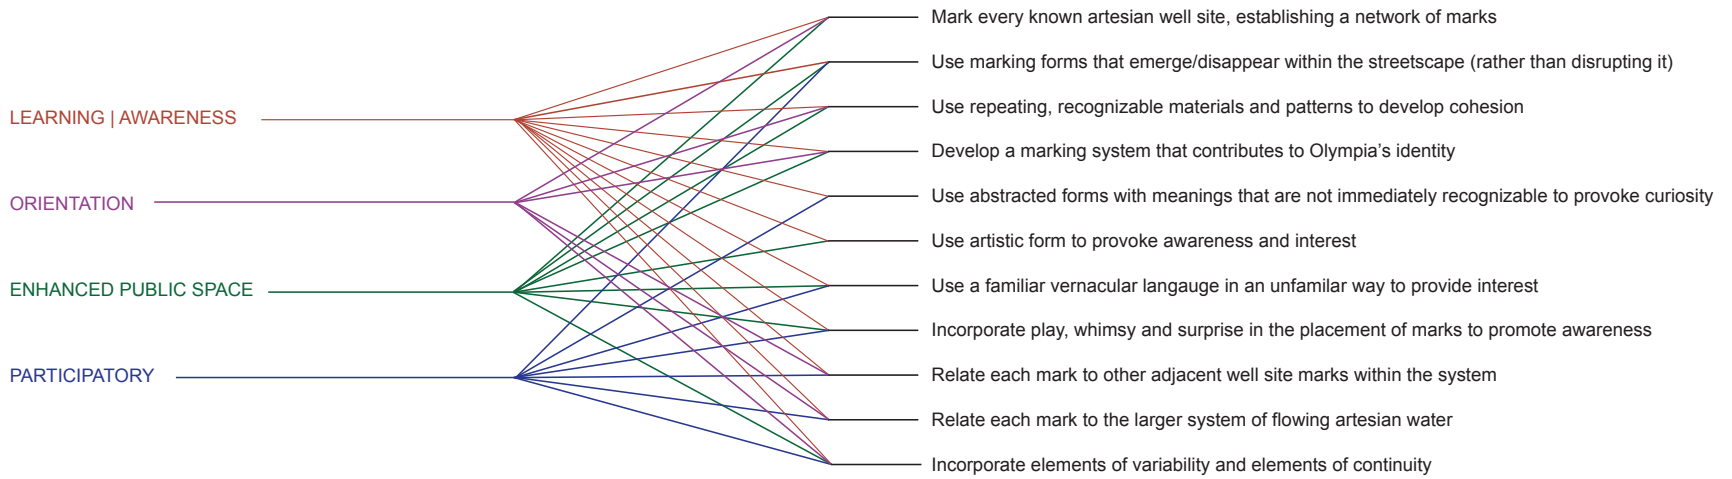 LEARNING | AWARENESS
ORIENTATION
ENHANCED PUBLIC SPACE
PARTICIPATORY
Mark every known artesian well site, establishing a network of marks
Use marking forms that emerge/disappear within the streetscape (rather than disrupting it)
Use repeating, recognizable materials and patterns to develop cohesion
Develop a marking system that contributes to Olympia's identity
Use abstracted forms with meanings that are not immediately recognizable to provoke curiosity
Use artistic form to provoke awareness and interest
Use a familiar vernacular langauge in an unfamilar way to provide interest
Incorporate play, whimsy and surprise in the placement of marks to promote awareness
Relate each mark to other adjacent well site marks within the system
Relate each mark to the larger system of flowing artesian water
Incorporate elements of variability and elements of continuity